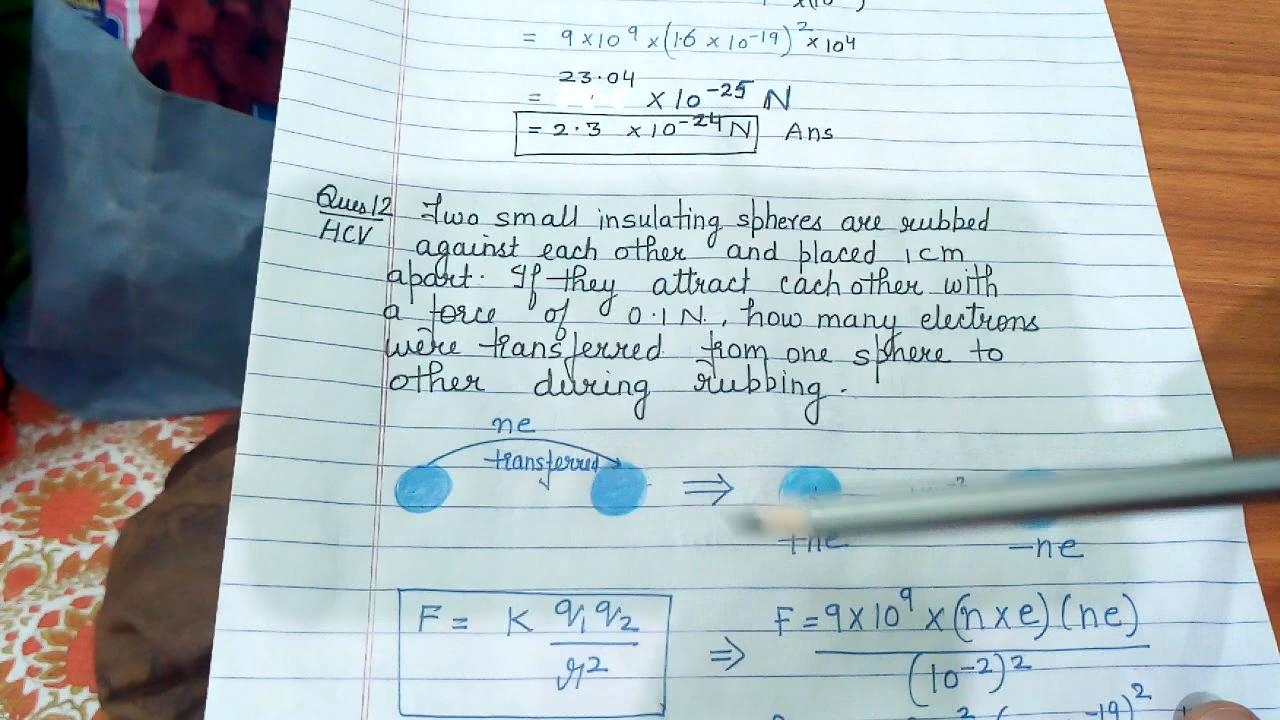 = 9 × 10⁹ × (1.6 × 10⁻¹⁹)² × 10⁴
23.04
= × 10⁻²⁵ N
= 2.3 × 10⁻²⁴ N Ans
Ques12 Two small insulating spheres are rubbed
HCV against each other and placed 1 cm
apart. If they attract each other with
a force of 0.1 N, how many electrons
were transferred from one sphere to
other during rubbing.
ne
transferred
⇒
+ne -ne
F = K q₁q₂/r² ⇒ F = 9×10⁹ × (n×e)(ne)/(10⁻²)²